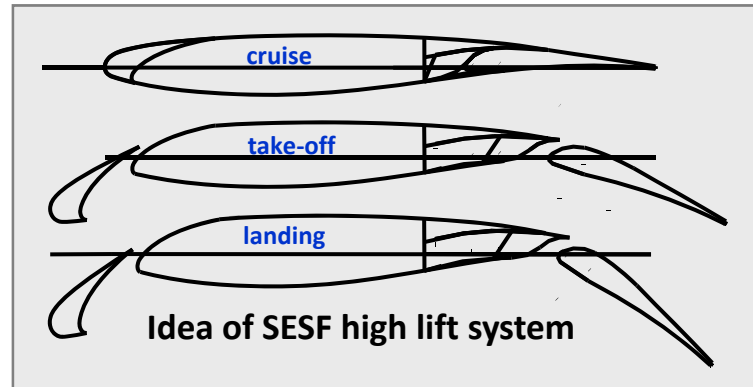 cruise
take-off
landing
Idea of SESF high lift system